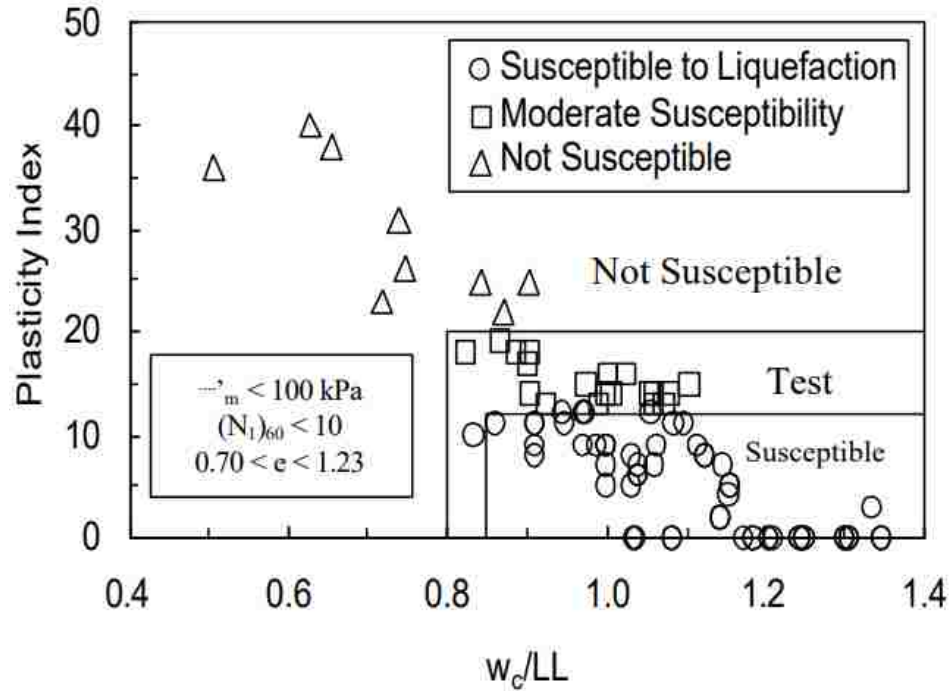 50
40
30
20
10
0
Plasticity Index
Susceptible to Liquefaction
Moderate Susceptibility
Not Susceptible
Not Susceptible
Test
Susceptible
'm < 100 kPa
(N1)60 < 10
0.70 < e < 1.23
0.4 0.6 0.8 1.0 1.2 1.4
wc/LL